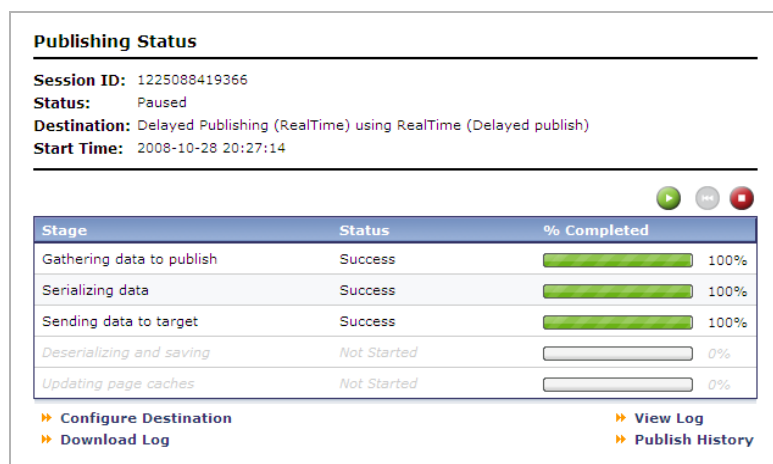 Publishing Status
Session ID: 1225088419366
Status: Paused
Destination: Delayed Publishing (RealTime) using RealTime (Delayed publish)
Start Time: 2008-10-28 20:27:14
Stage Status % Completed
Gathering data to publish Success 100%
Serializing data Success 100%
Sending data to target Success 100%
Deserializing and saving Not Started 0%
Updating page caches Not Started 0%
Configure Destination View Log
Download Log Publish History